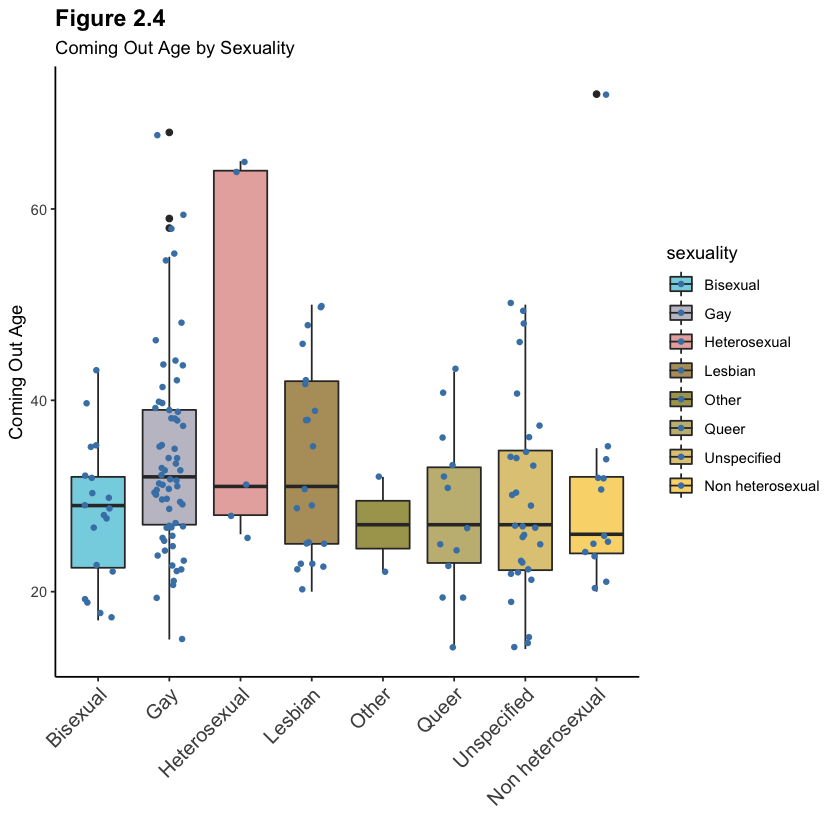 Figure 2.4
Coming Out Age by Sexuality
Coming Out Age
60
40
20
Bisexual
Gay
Heterosexual
Lesbian
Other
Queer
Unspecified
Non heterosexual
sexuality
Bisexual
Gay
Heterosexual
Lesbian
Other
Queer
Unspecified
Non heterosexual